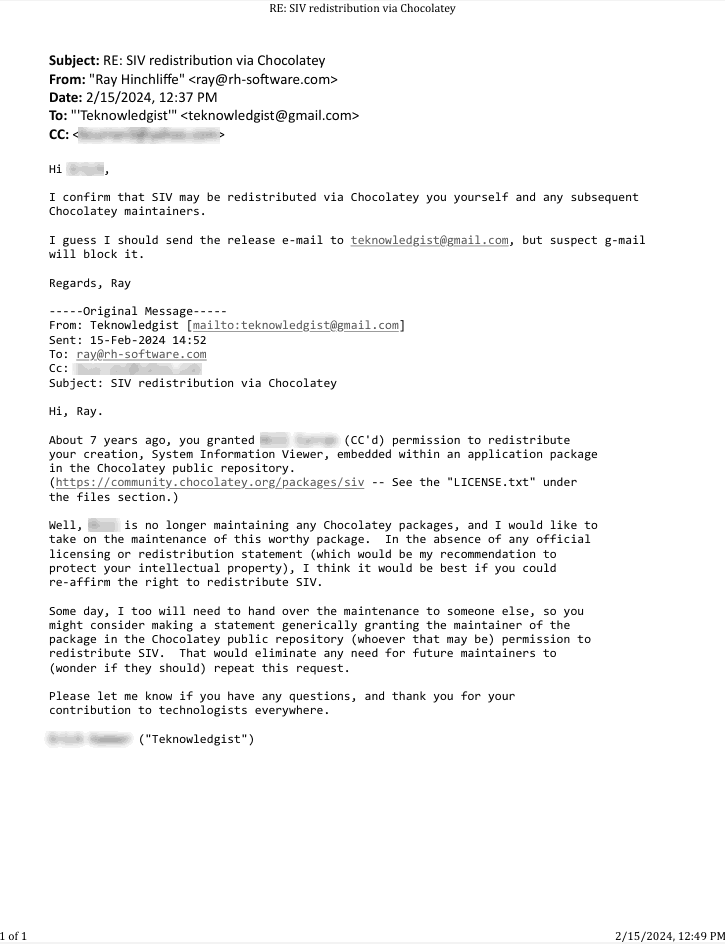 RE: SIV redistribution via Chocolatey
Subject: RE: SIV redistribution via Chocolatey
From: "Ray Hinchliffe" <ray@rh-software.com>
Date: 2/15/2024, 12:37 PM
To: "'Teknowledgist'" <teknowledgist@gmail.com>
CC: < >
Hi ,
I confirm that SIV may be redistributed via Chocolatey you yourself and any subsequent
Chocolatey maintainers.
I guess I should send the release e-mail to teknowledgist@gmail.com, but suspect g-mail
will block it.
Regards, Ray
-----Original Message-----
From: Teknowledgist [mailto:teknowledgist@gmail.com]
Sent: 15-Feb-2024 14:52
To: ray@rh-software.com
Cc:
Subject: SIV redistribution via Chocolatey
Hi, Ray.
About 7 years ago, you granted (CC'd) permission to redistribute
your creation, System Information Viewer, embedded within an application package
in the Chocolatey public repository.
(https://community.chocolatey.org/packages/siv -- See the "LICENSE.txt" under
the files section.)
Well, is no longer maintaining any Chocolatey packages, and I would like to
take on the maintenance of this worthy package. In the absence of any official
licensing or redistribution statement (which would be my recommendation to
protect your intellectual property), I think it would be best if you could
re-affirm the right to redistribute SIV.
Some day, I too will need to hand over the maintenance to someone else, so you
might consider making a statement generically granting the maintainer of the
package in the Chocolatey public repository (whoever that may be) permission to
redistribute SIV. That would eliminate any need for future maintainers to
(wonder if they should) repeat this request.
Please let me know if you have any questions, and thank you for your
contribution to technologists everywhere.
("Teknowledgist")
1 of 1
2/15/2024, 12:49 PM